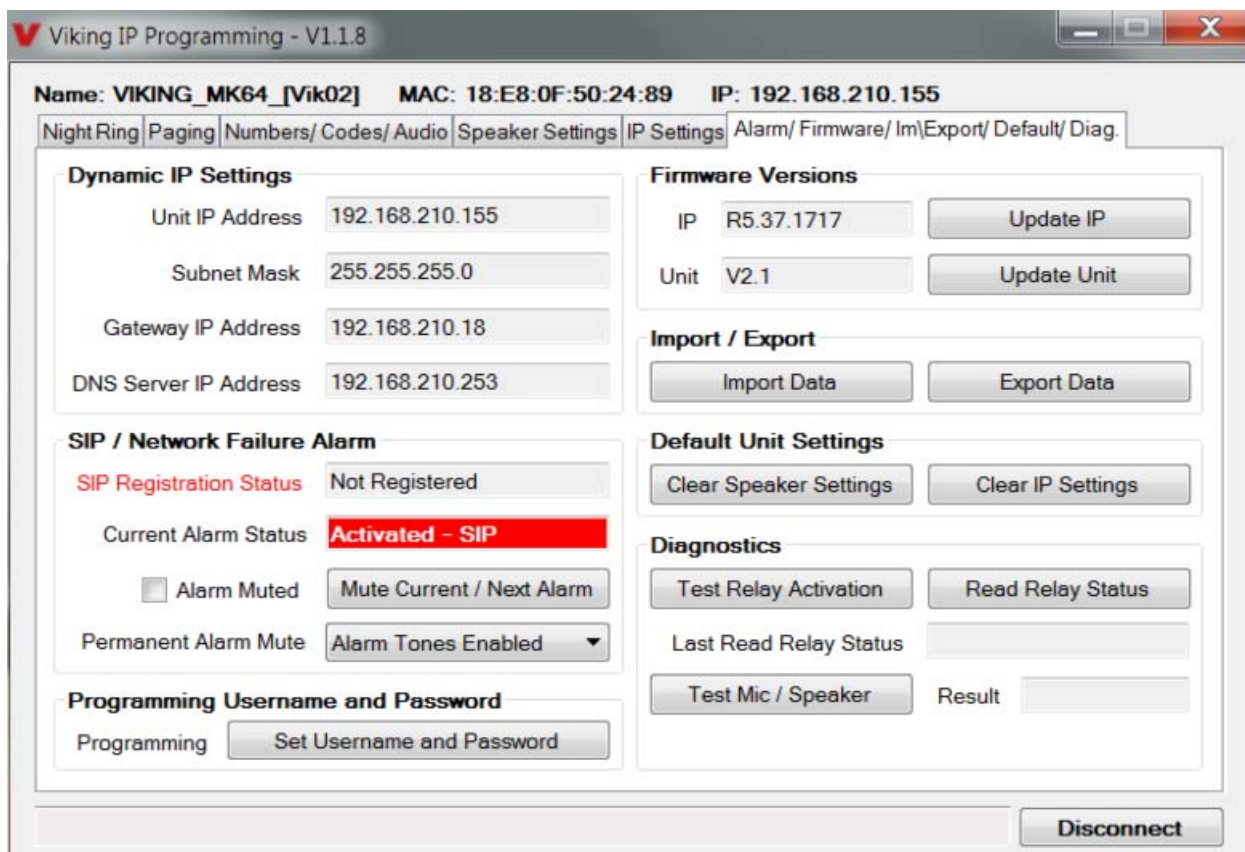 Viking IP Programming - V1.1.8
Name: VIKING_MK64_[Vik02] MAC: 18:E8:0F:50:24:89 IP: 192.168.210.155
Night Ring Paging Numbers/ Codes/ Audio Speaker Settings IP Settings Alarm/ Firmware/ Im\Export/ Default/ Diag.
Dynamic IP Settings
Unit IP Address 192.168.210.155
Subnet Mask 255.255.255.0
Gateway IP Address 192.168.210.18
DNS Server IP Address 192.168.210.253
SIP / Network Failure Alarm
SIP Registration Status Not Registered
Current Alarm Status Activated - SIP
Alarm Muted Mute Current / Next Alarm
Permanent Alarm Mute Alarm Tones Enabled
Programming Username and Password
Programming Set Username and Password
Firmware Versions
IP R5.37.1717 Update IP
Unit V2.1 Update Unit
Import / Export
Import Data Export Data
Default Unit Settings
Clear Speaker Settings Clear IP Settings
Diagnostics
Test Relay Activation Read Relay Status
Last Read Relay Status
Test Mic / Speaker Result
Disconnect